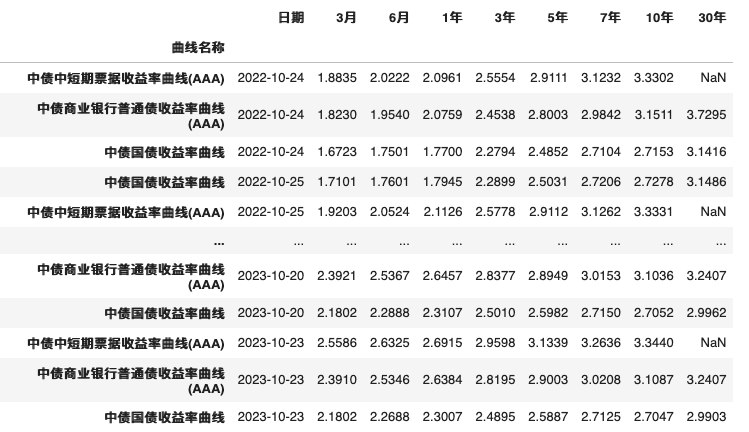 日期 3月 6月 1年 3年 5年 7年 10年 30年
曲线名称
中债中短期票据收益率曲线(AAA) 2022-10-24 1.8835 2.0222 2.0961 2.5554 2.9111 3.1232 3.3302 NaN
中债商业银行普通债收益率曲线
(AAA) 2022-10-24 1.8230 1.9540 2.0759 2.4538 2.8003 2.9842 3.1511 3.7295
中债国债收益率曲线 2022-10-24 1.6723 1.7501 1.7700 2.2794 2.4852 2.7104 2.7153 3.1416
中债国债收益率曲线 2022-10-25 1.7101 1.7601 1.7945 2.2899 2.5031 2.7206 2.7278 3.1486
中债中短期票据收益率曲线(AAA) 2022-10-25 1.9203 2.0524 2.1126 2.5778 2.9112 3.1262 3.3331 NaN
... ... ... ... ... ... ... ... ... ...
中债商业银行普通债收益率曲线
(AAA) 2023-10-20 2.3921 2.5367 2.6457 2.8377 2.8949 3.0153 3.1036 3.2407
中债国债收益率曲线 2023-10-20 2.1802 2.2888 2.3107 2.5010 2.5982 2.7150 2.7052 2.9962
中债中短期票据收益率曲线(AAA) 2023-10-23 2.5586 2.6325 2.6915 2.9598 3.1339 3.2636 3.3440 NaN
中债商业银行普通债收益率曲线
(AAA) 2023-10-23 2.3910 2.5346 2.6384 2.8195 2.9003 3.0208 3.1087 3.2407
中债国债收益率曲线 2023-10-23 2.1802 2.2688 2.3007 2.4895 2.5887 2.7125 2.7047 2.9903